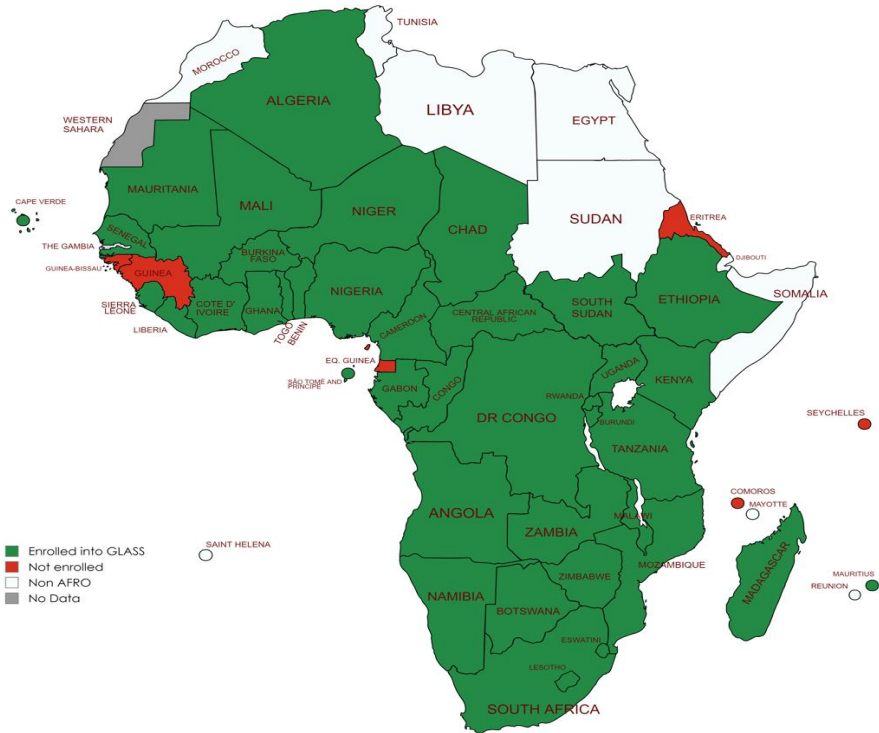 TUNISIA
MOROCCO
ALGERIA
LIBYA
EGYPT
WESTERN
SAHARA
MAURITANIA
MALI
NIGER
CHAD
SUDAN
ERITREA
CAPE VERDE
SENEGAL
THE GAMBIA
BURKINA
FASO
DJIBOUTI
GUINEA-BISSAU
GUINEA
NIGERIA
ETHIOPIA
SOMALIA
SIERRA
LEONE
COTE D'
IVOIRE
GHANA
SOUTH
SUDAN
CENTRAL AFRICAN
REPUBLIC
LIBERIA
TOGO
BENIN
CAMEROON
EQ. GUINEA
UGANDA
KENYA
SÃO TOMÉ AND
PRINCIPE
GABON
CONGO
RWANDA
DR CONGO
BURUNDI
SEYCHELLES
TANZANIA
COMOROS
MAYOTTE
ANGOLA
MALAWI
SAINT HELENA
ZAMBIA
MOZAMBIQUE
MADAGASCAR
MAURITIUS
REUNION
ZIMBABWE
NAMIBIA
BOTSWANA
ESWATINI
LESOTHO
SOUTH AFRICA
Enrolled into GLASS
Not enrolled
Non AFRO
No Data